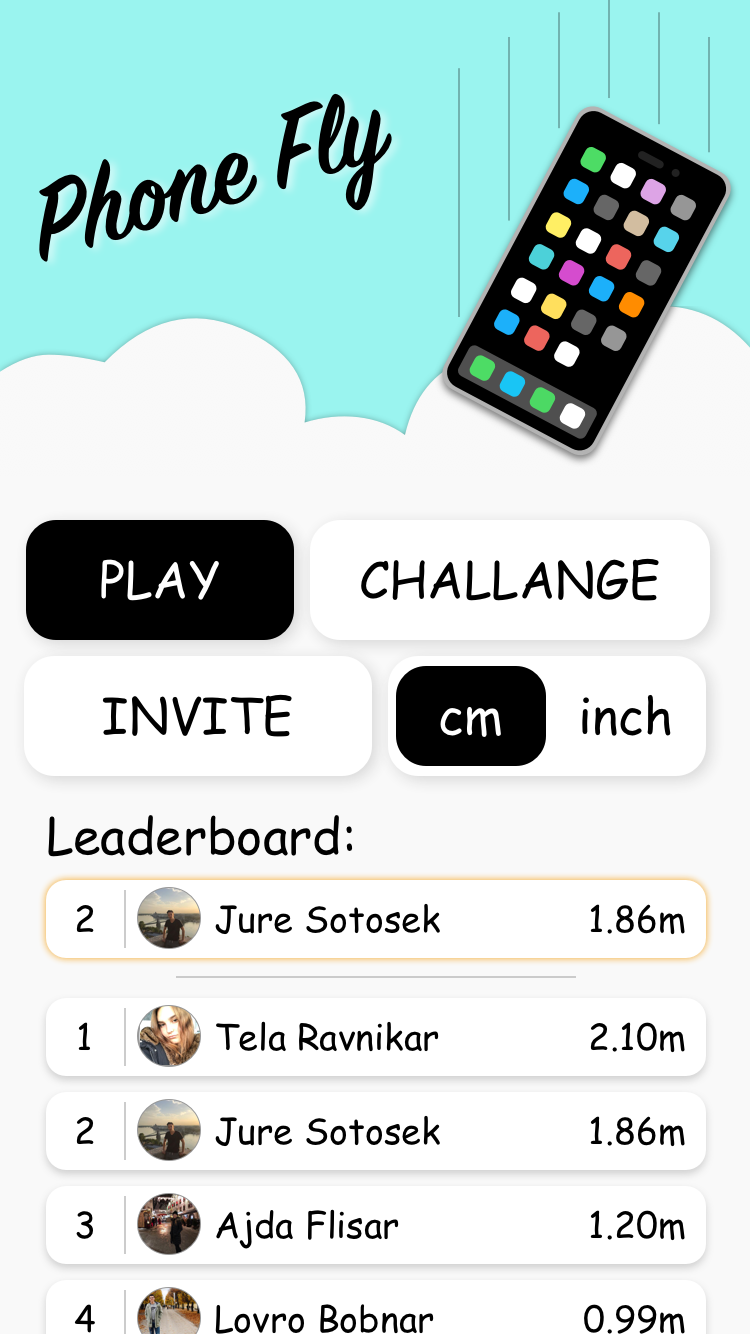 Phone Fly
PLAY
CHALLANGE
INVITE
cm
inch
Leaderboard:
2 Jure Sotosek 1.86m
1 Tela Ravnikar 2.10m
2 Jure Sotosek 1.86m
3 Ajda Flisar 1.20m
4 Lovro Bobnar 0.99m